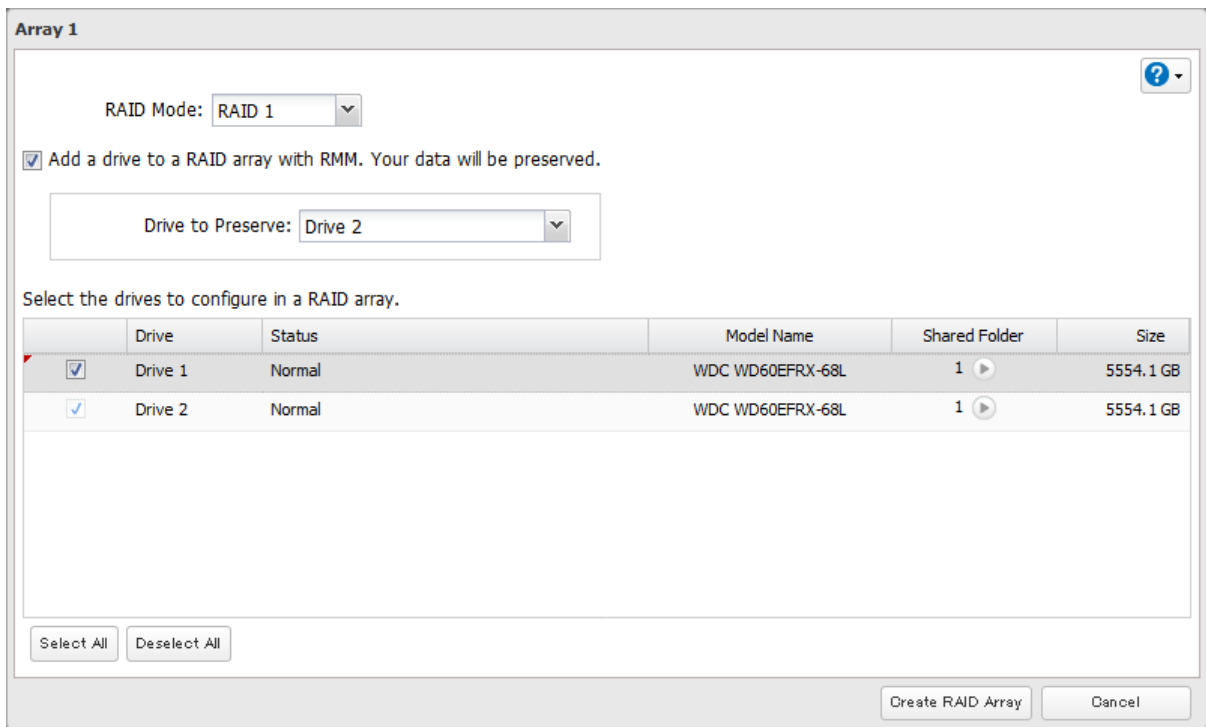 Array 1
?
RAID Mode: RAID 1
Add a drive to a RAID array with RMM. Your data will be preserved.
Drive to Preserve: Drive 2
Select the drives to configure in a RAID array.
Drive Status Model Name Shared Folder Size
Drive 1 Normal WDC WD60EFRX-68L 1 5554.1 GB
Drive 2 Normal WDC WD60EFRX-68L 1 5554.1 GB
Select All Deselect All
Create RAID Array Cancel